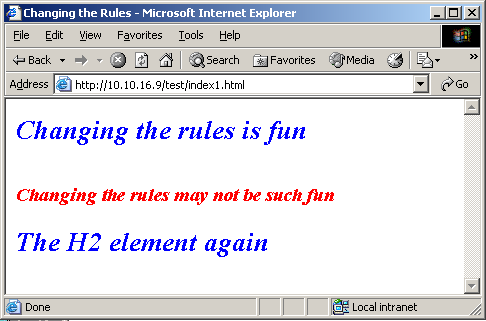 Changing the Rules - Microsoft Internet Explorer
File Edit View Favorites Tools Help
Back Search Favorites Media
Address http://10.10.16.9/test/index1.html Go
Changing the rules is fun
Changing the rules may not be such fun
The H2 element again
Done Local intranet